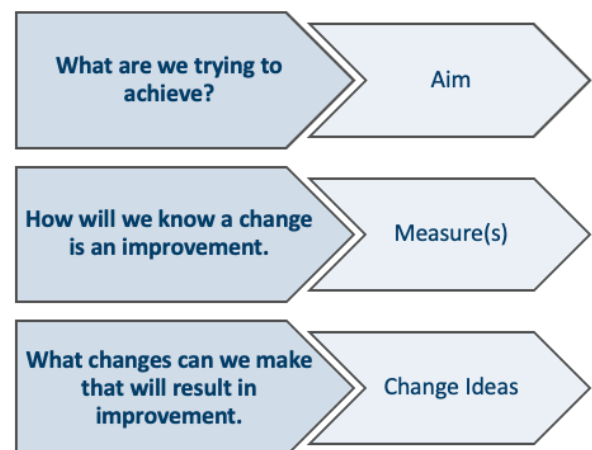 What are we trying to
achieve?
Aim
How will we know a change
is an improvement.
Measure(s)
What changes can we make
that will result in
improvement.
Change Ideas